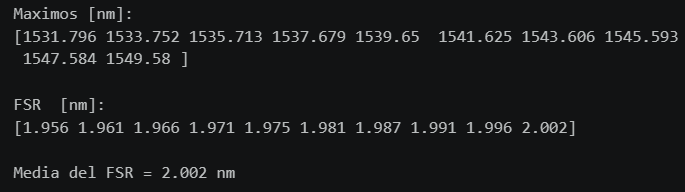 Maximos [nm]:
[1531.796 1533.752 1535.713 1537.679 1539.65  1541.625 1543.606 1545.593
 1547.584 1549.58 ]
FSR  [nm]:
[1.956 1.961 1.966 1.971 1.975 1.981 1.987 1.991 1.996 2.002]
Media del FSR = 2.002 nm